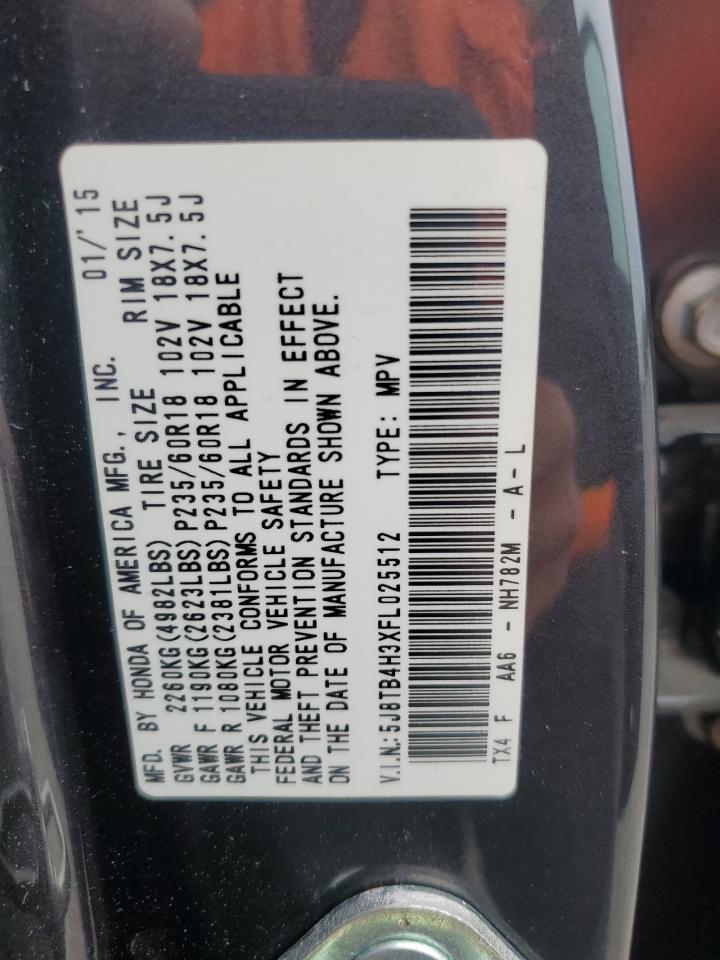 MFD. BY HONDA OF AMERICA MFG., INC. 01/'15
GVWR 2260KG(4982LBS) TIRE SIZE RIM SIZE
GAWR F 1190KG(2623LBS)P235/60R18 102V 18X7.5J
GAWR R 1080KG(2381LBS)P235/60R18 102V 18X7.5J
THIS VEHICLE CONFORMS TO ALL APPLICABLE
FEDERAL MOTOR VEHICLE SAFETY
AND THEFT PREVENTION STANDARDS IN EFFECT
ON THE DATE OF MANUFACTURE SHOWN ABOVE.
V.I.N.:5J8TB4H3XFL025512 TYPE: MPV
TX4 F AA6 - NH782M - A - L